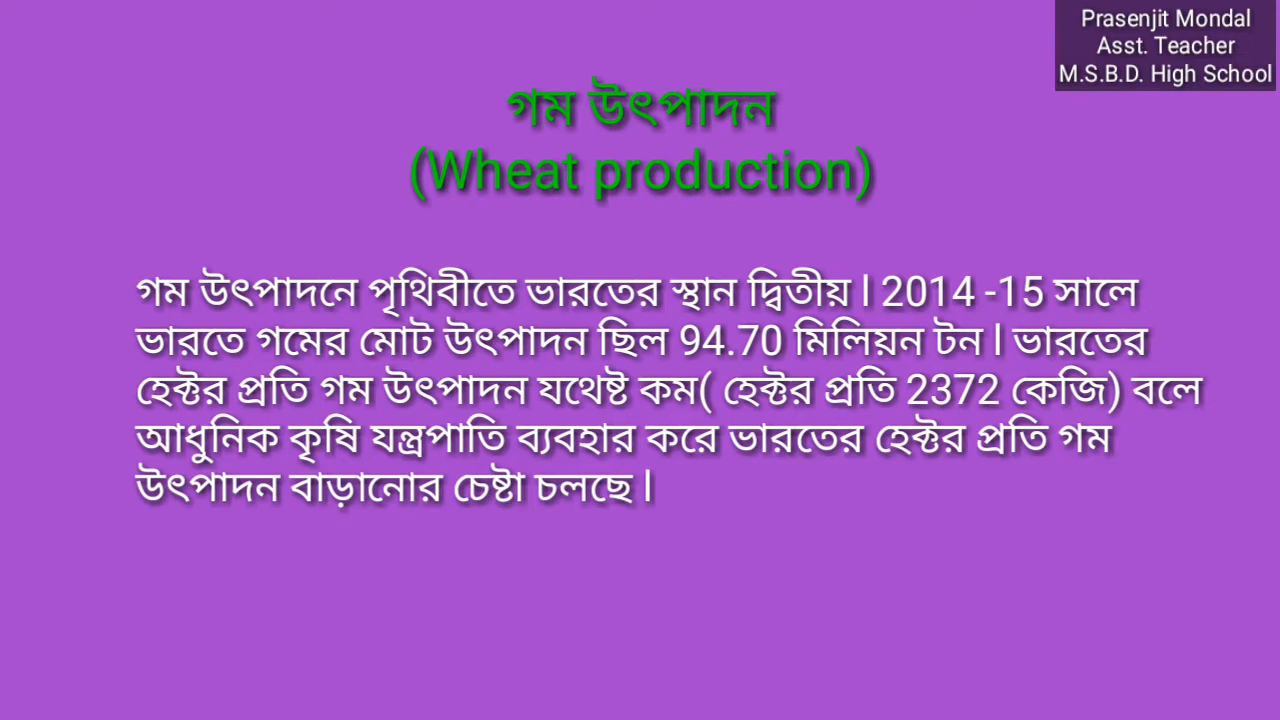 Prasenjit Mondal
Asst. Teacher
M.S.B.D. High School
গম উৎপাদন
(Wheat production)
গম উৎপাদনে পৃথিবীতে ভারতের স্থান দ্বিতীয় l 2014 -15 সালে
ভারতে গমের মোট উৎপাদন ছিল 94.70 মিলিয়ন টন l ভারতের
হেক্টর প্রতি গম উৎপাদন যথেষ্ট কম( হেক্টর প্রতি 2372 কেজি) বলে
আধুনিক কৃষি যন্ত্রপাতি ব্যবহার করে ভারতের হেক্টর প্রতি গম
উৎপাদন বাড়ানোর চেষ্টা চলছে l